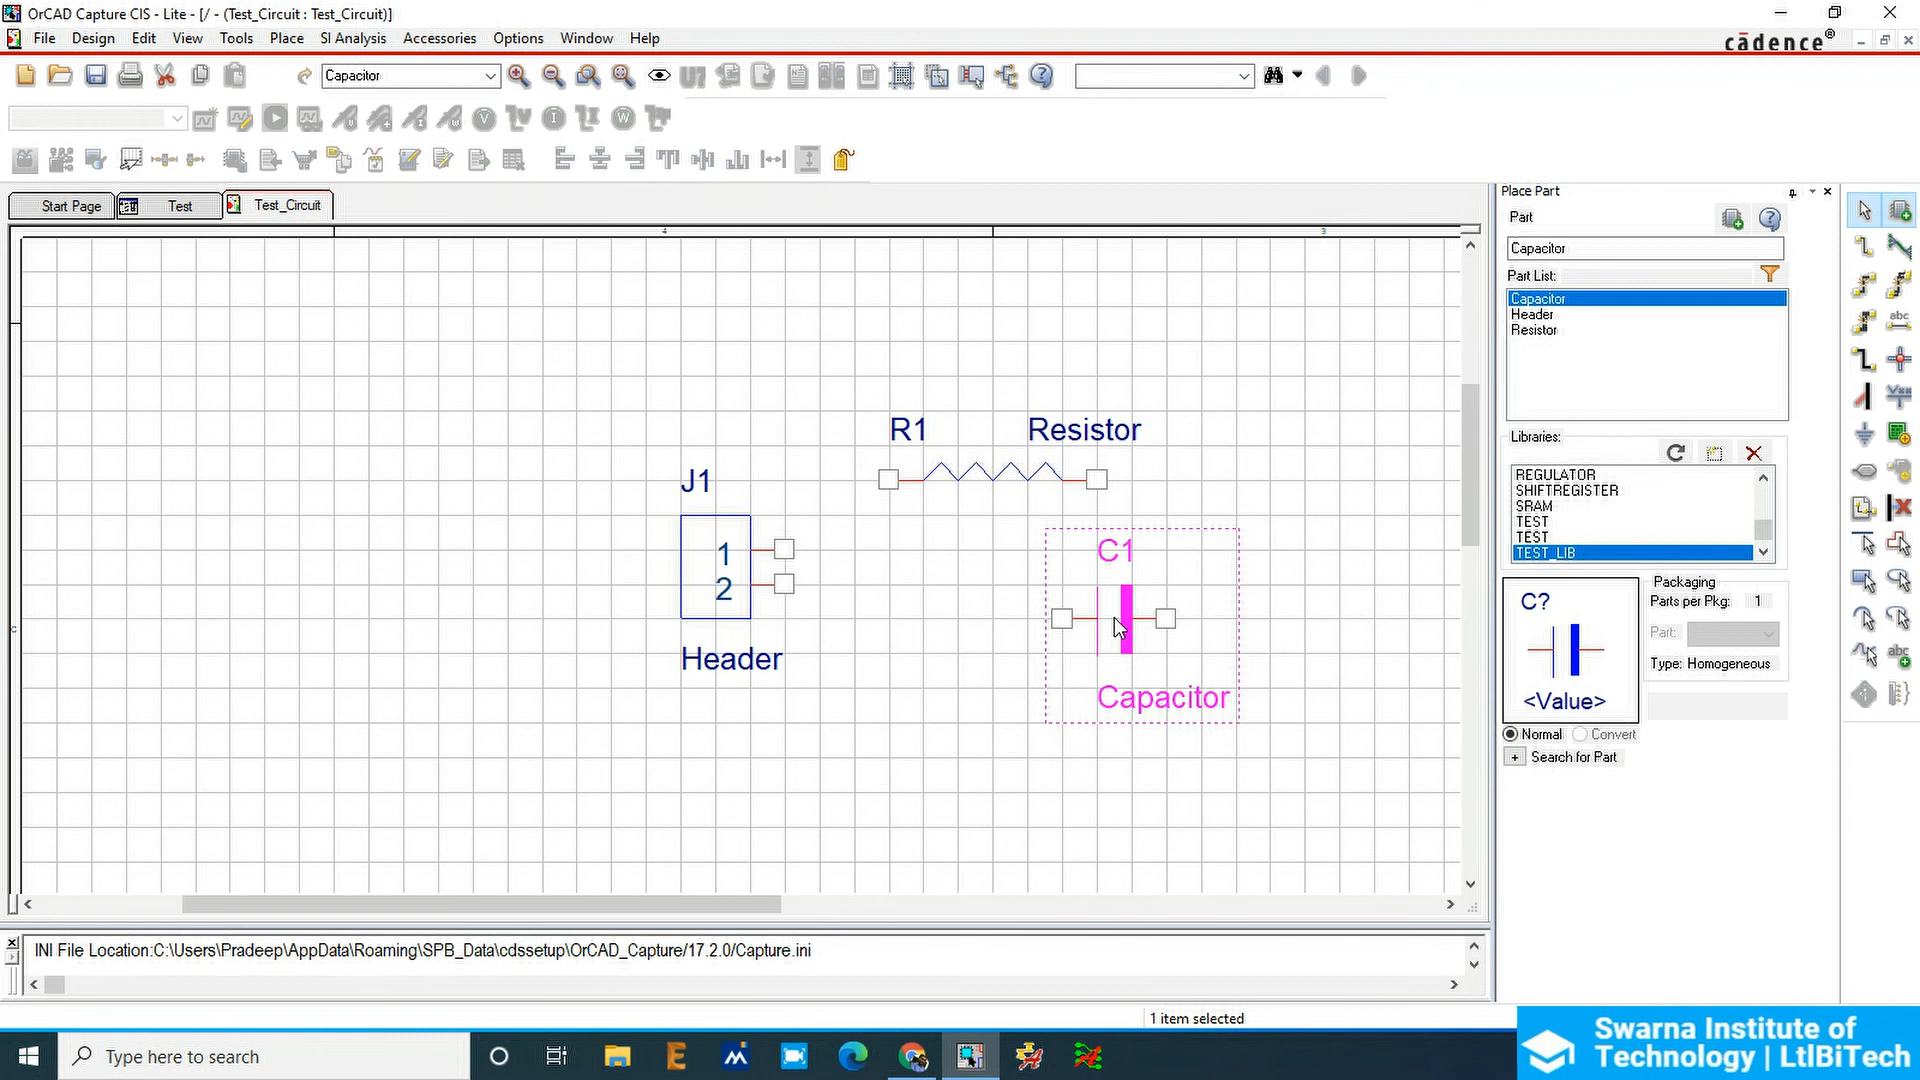 OrCAD Capture CIS - Lite - [/ - (Test_Circuit : Test_Circuit)]
File Design Edit View Tools Place SI Analysis Accessories Options Window Help
cādence®
Capacitor
Start Page
Test
Test_Circuit
4
3
C
R1 Resistor
J1
1
2
Header
C1
Capacitor
Place Part
Part
Capacitor
Part List:
Capacitor
Header
Resistor
Libraries:
REGULATOR
SHIFTREGISTER
SRAM
TEST
TEST
TEST_LIB
C?
<Value>
Packaging
Parts per Pkg: 1
Part:
Type: Homogeneous
Normal Convert
+ Search for Part
INI File Location:C:\Users\Pradeep\AppData\Roaming\SPB_Data\cdssetup\OrCAD_Capture/17.2.0/Capture.ini
1 item selected
Type here to search
Swarna Institute of
Technology | LtlBiTech